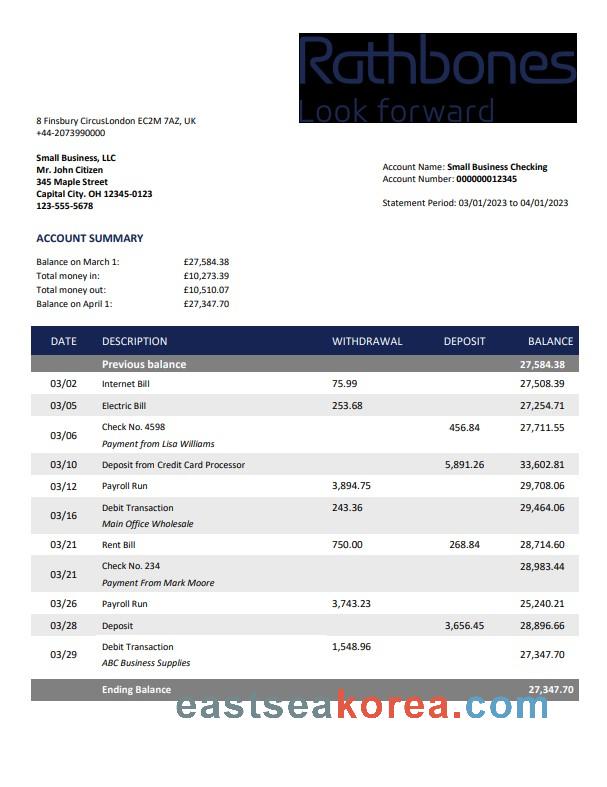 Rathbones
Look forward
8 Finsbury CircusLondon EC2M 7AZ, UK
+44-2073990000
Small Business, LLC
Mr. John Citizen
345 Maple Street
Capital City. OH 12345-0123
123-555-5678
Account Name: Small Business Checking
Account Number: 000000012345
Statement Period: 03/01/2023 to 04/01/2023
ACCOUNT SUMMARY
Balance on March 1: £27,584.38
Total money in: £10,273.39
Total money out: £10,510.07
Balance on April 1: £27,347.70
DATE DESCRIPTION WITHDRAWAL DEPOSIT BALANCE
Previous balance 27,584.38
03/02 Internet Bill 75.99 27,508.39
03/05 Electric Bill 253.68 27,254.71
03/06 Check No. 4598 456.84 27,711.55
Payment from Lisa Williams
03/10 Deposit from Credit Card Processor 5,891.26 33,602.81
03/12 Payroll Run 3,894.75 29,708.06
03/16 Debit Transaction 243.36 29,464.06
Main Office Wholesale
03/21 Rent Bill 750.00 268.84 28,714.60
03/21 Check No. 234 28,983.44
Payment From Mark Moore
03/26 Payroll Run 3,743.23 25,240.21
03/28 Deposit 3,656.45 28,896.66
03/29 Debit Transaction 1,548.96 27,347.70
ABC Business Supplies
Ending Balance 27,347.70
eastseakorea.com